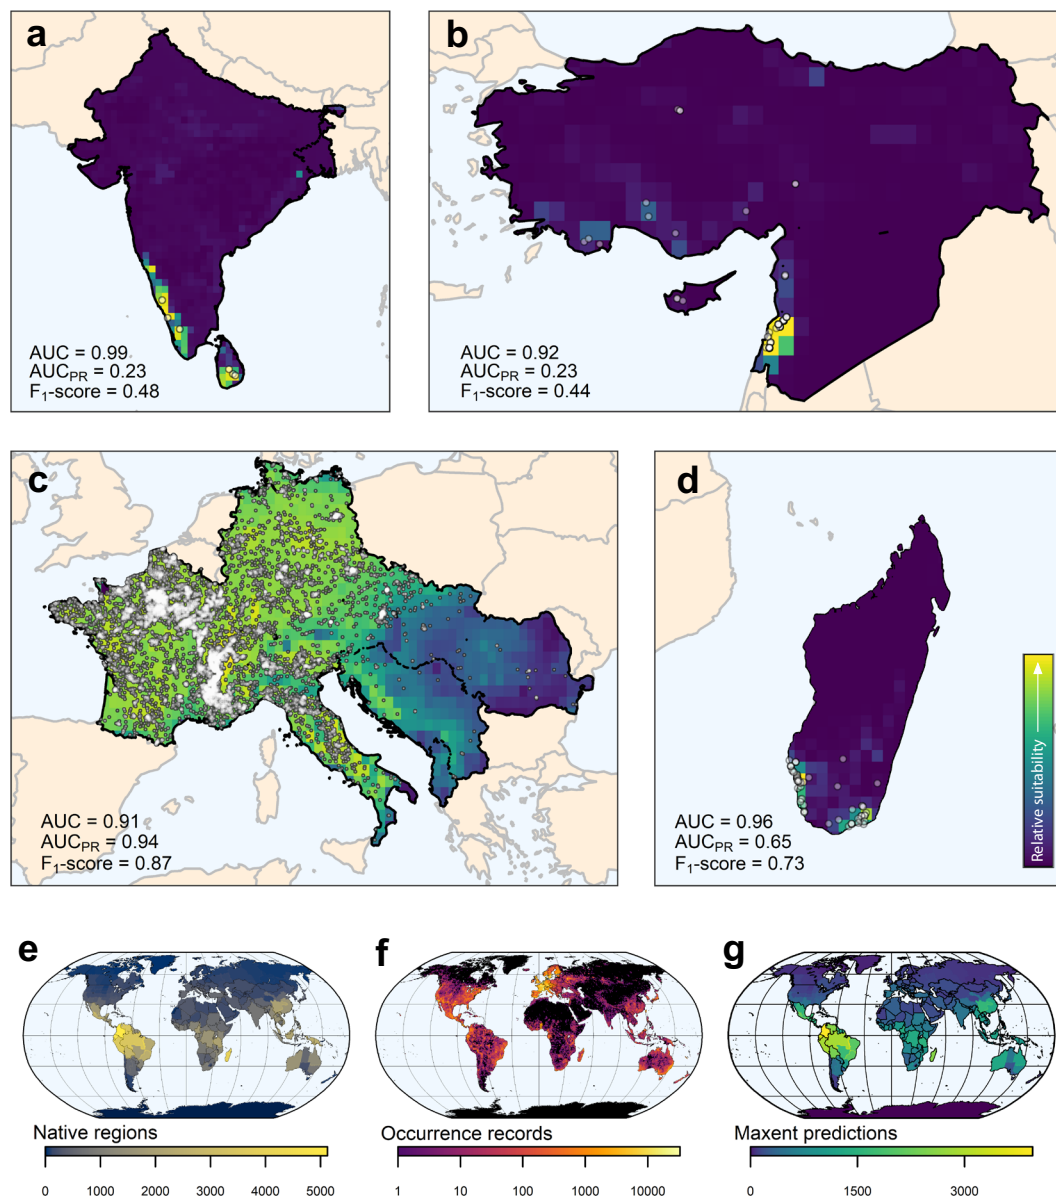 a
AUC = 0.99
AUCPR = 0.23
F1-score = 0.48
b
AUC = 0.92
AUCPR = 0.23
F1-score = 0.44
c
AUC = 0.91
AUCPR = 0.94
F1-score = 0.87
d
AUC = 0.96
AUCPR = 0.65
F1-score = 0.73
Relative suitability
e
Native regions
0 1000 2000 3000 4000 5000
f
Occurrence records
1 10 100 1000 10000
g
Maxent predictions
0 1500 3000